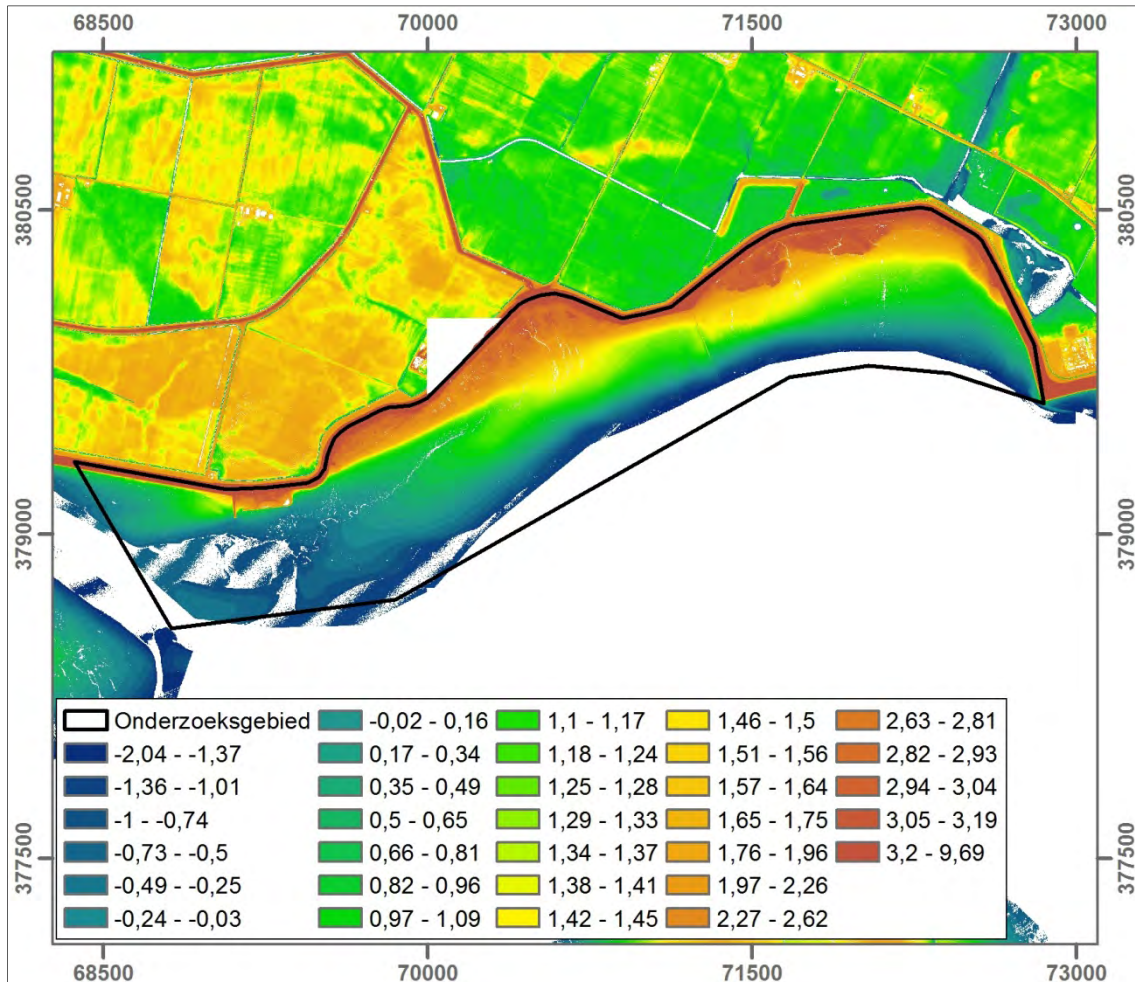 68500 70000 71500 73000
380500 380500
379000 379000
377500 377500
Onderzoeksgebied
-2,04 - -1,37
-1,36 - -1,01
-1 - -0,74
-0,73 - -0,5
-0,49 - -0,25
-0,24 - -0,03
-0,02 - 0,16
0,17 - 0,34
0,35 - 0,49
0,5 - 0,65
0,66 - 0,81
0,82 - 0,96
0,97 - 1,09
1,1 - 1,17
1,18 - 1,24
1,25 - 1,28
1,29 - 1,33
1,34 - 1,37
1,38 - 1,41
1,42 - 1,45
1,46 - 1,5
1,51 - 1,56
1,57 - 1,64
1,65 - 1,75
1,76 - 1,96
1,97 - 2,26
2,27 - 2,62
2,63 - 2,81
2,82 - 2,93
2,94 - 3,04
3,05 - 3,19
3,2 - 9,69
68500 70000 71500 73000